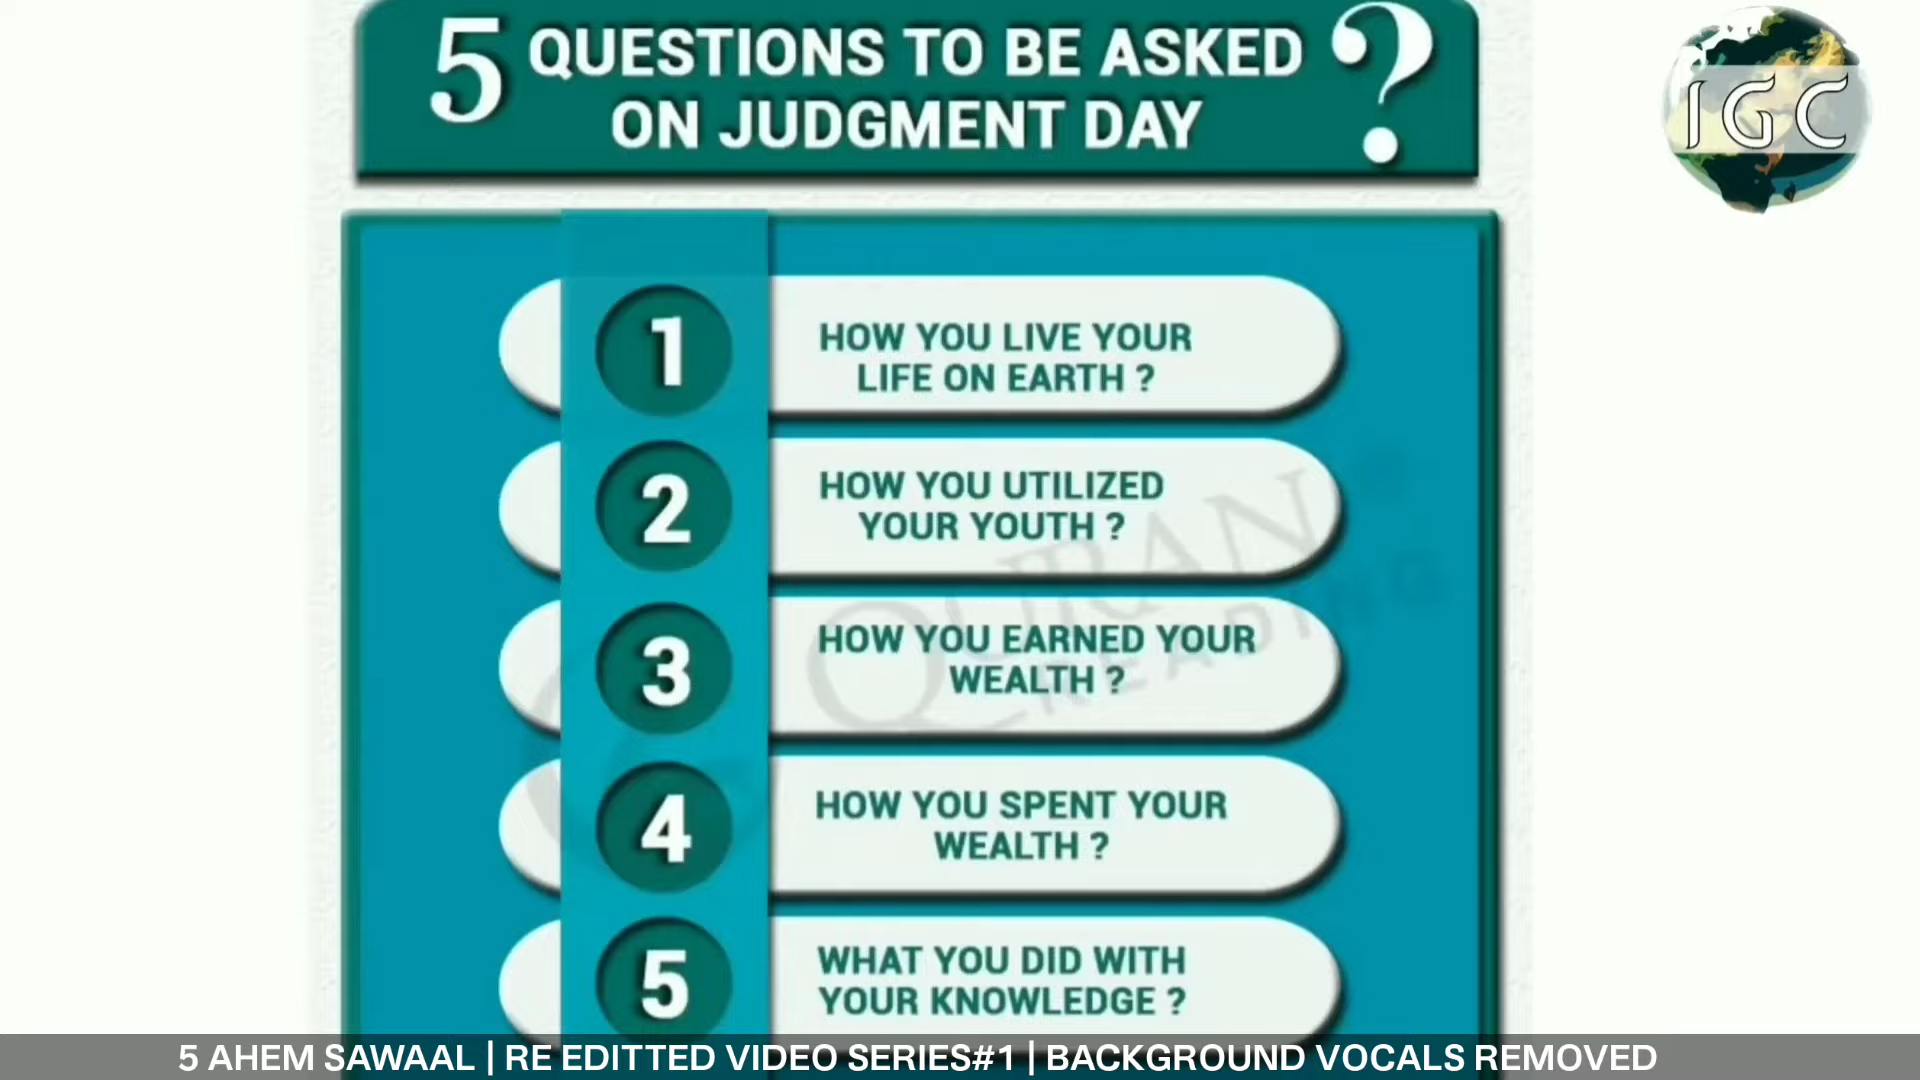 5 QUESTIONS TO BE ASKED ?
ON JUDGMENT DAY
IGC
1 HOW YOU LIVE YOUR
LIFE ON EARTH ?
2 HOW YOU UTILIZED
YOUR YOUTH ?
3 HOW YOU EARNED YOUR
WEALTH ?
4 HOW YOU SPENT YOUR
WEALTH ?
5 WHAT YOU DID WITH
YOUR KNOWLEDGE ?
QURAN
READING
5 AHEM SAWAAL | RE EDITTED VIDEO SERIES#1 | BACKGROUND VOCALS REMOVED